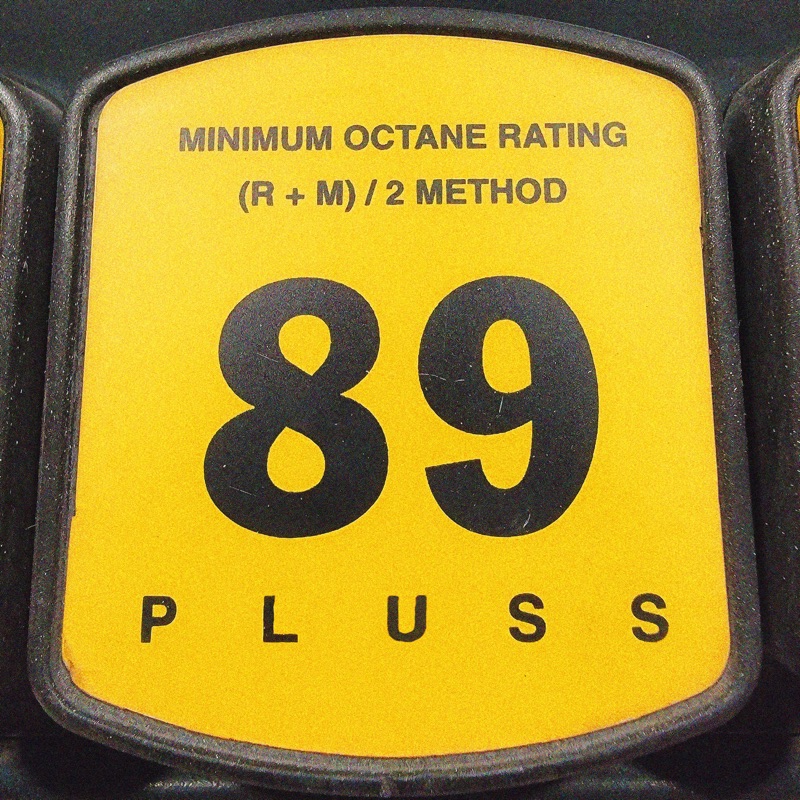 MINIMUM OCTANE RATING
(R + M) / 2 METHOD
89
PLUSS